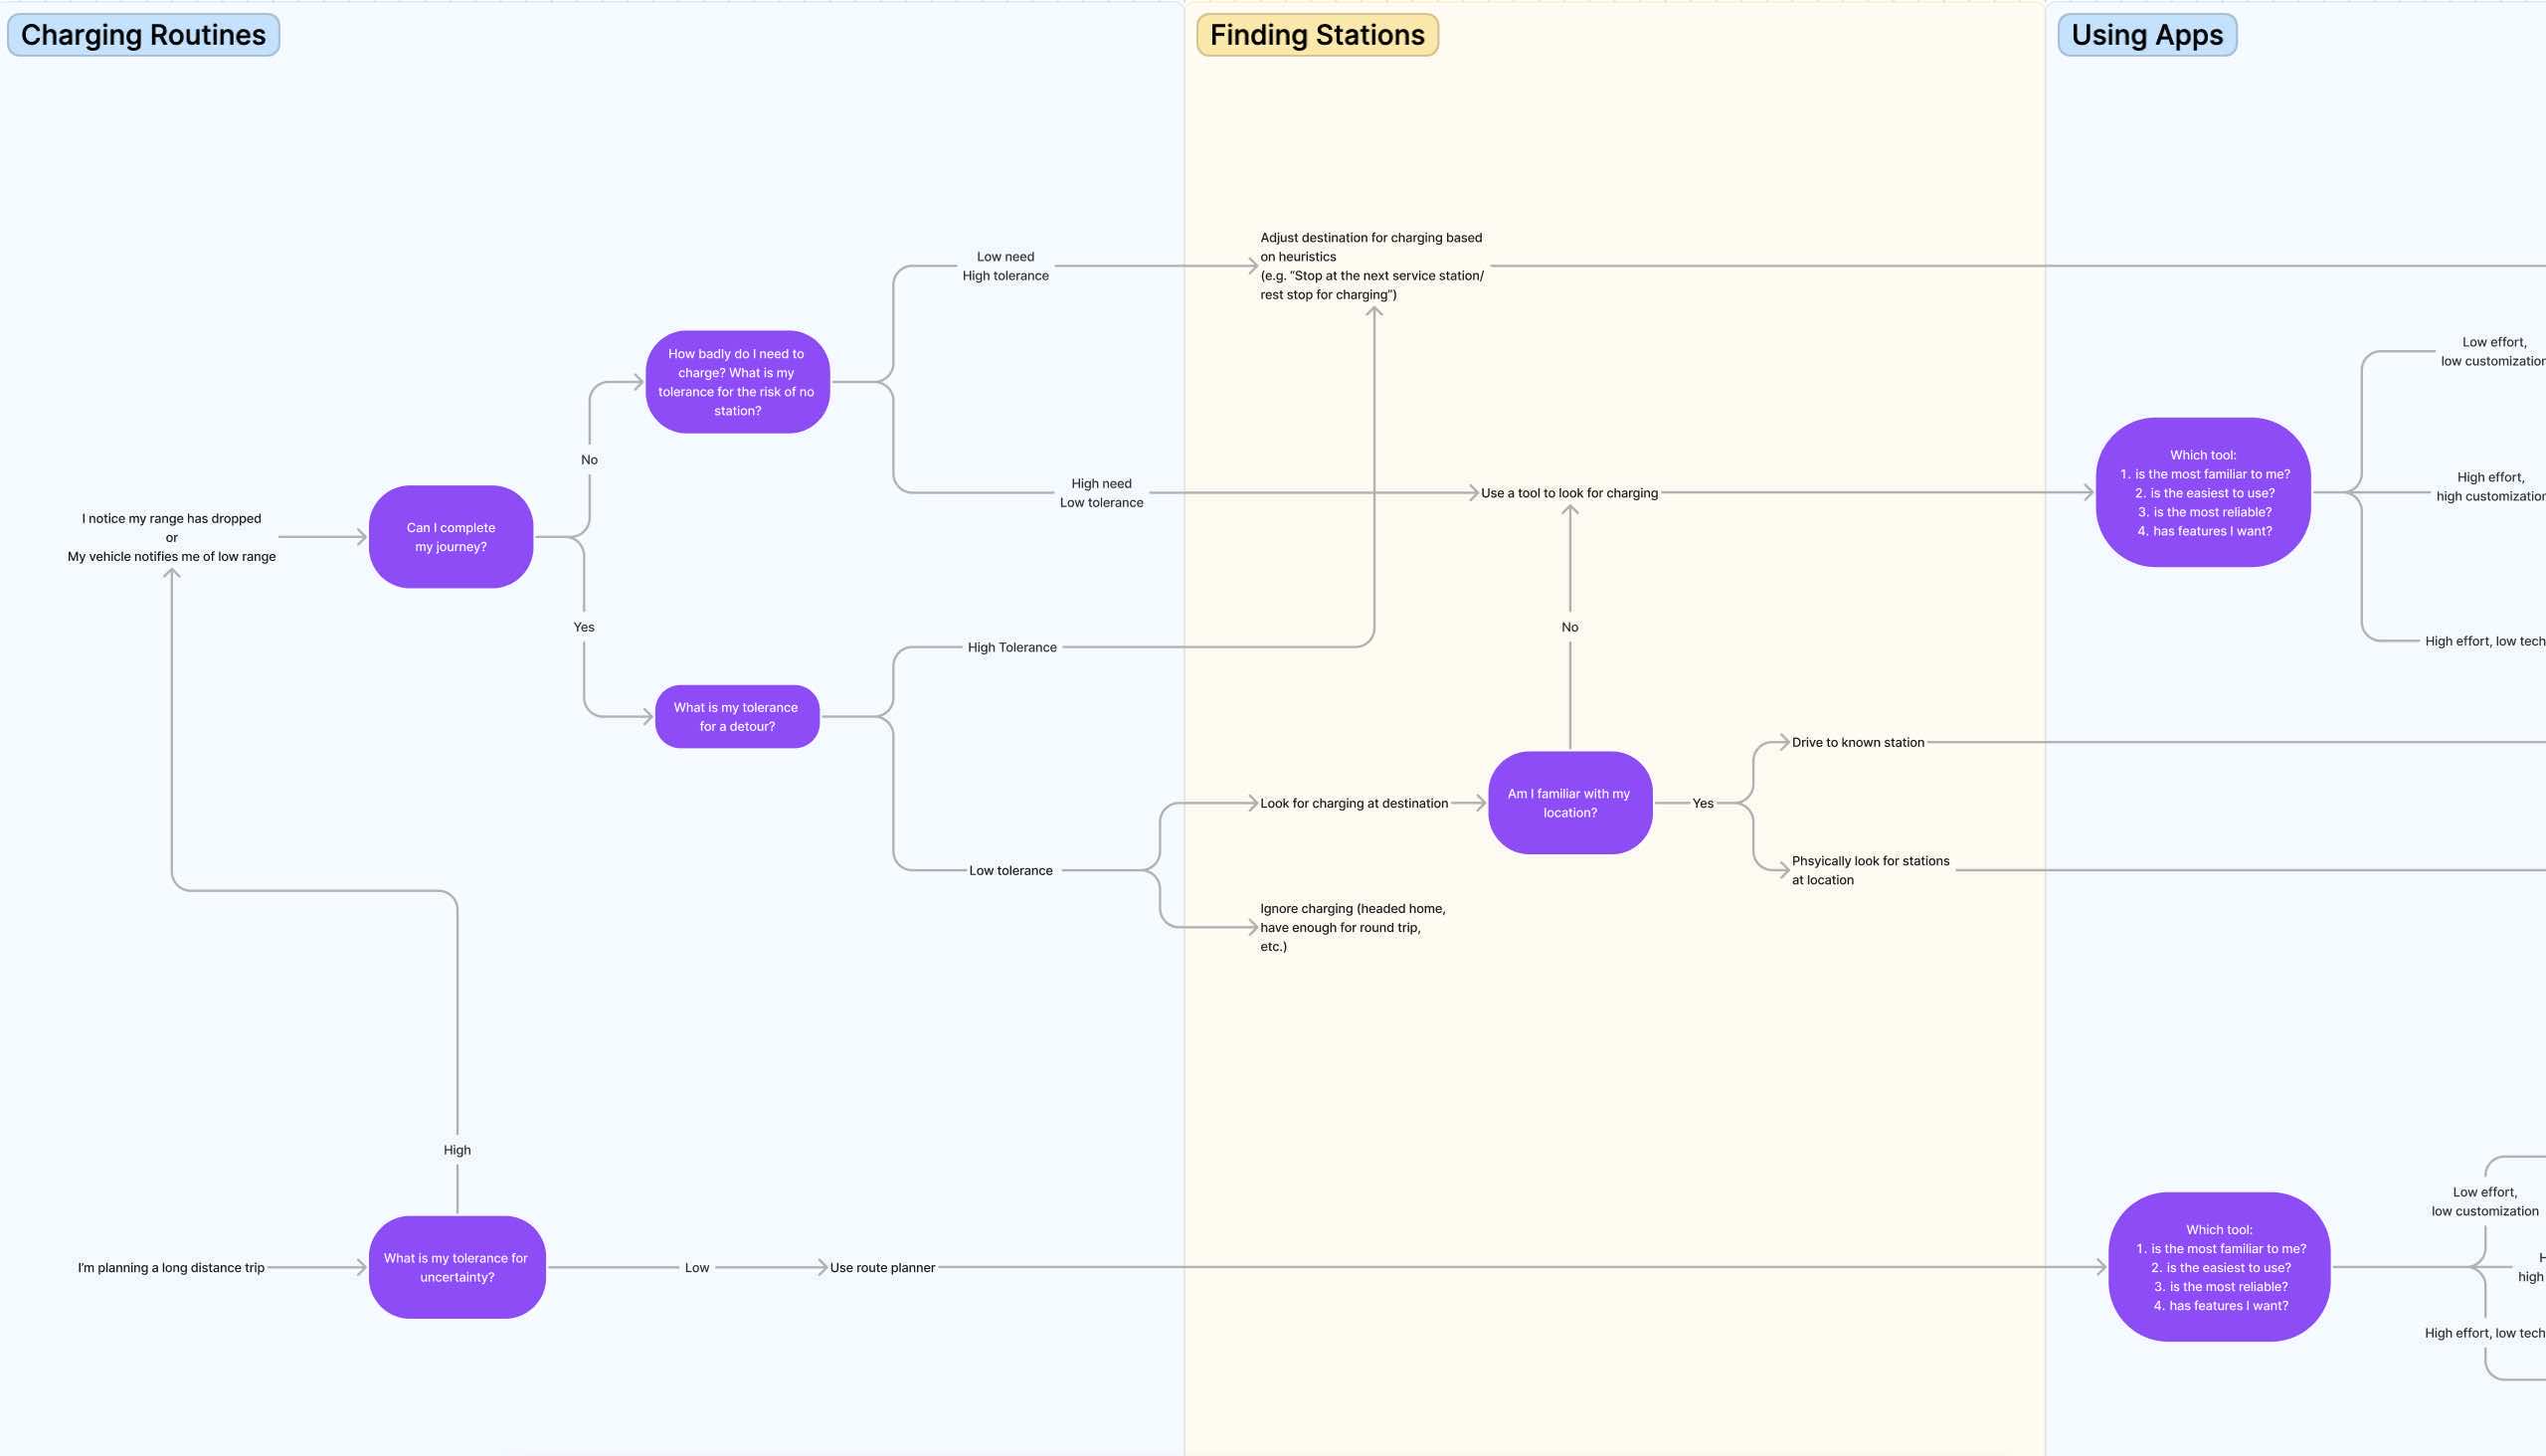 Charging Routines
Finding Stations
Using Apps
I notice my range has dropped
or
My vehicle notifies me of low range
Can I complete
my journey?
No
Yes
How badly do I need to
charge? What is my
tolerance for the risk of no
station?
Low need
High tolerance
High need
Low tolerance
What is my tolerance
for a detour?
High Tolerance
Low tolerance
I'm planning a long distance trip
What is my tolerance for
uncertainty?
High
Low
Use route planner
Adjust destination for charging based
on heuristics
(e.g. “Stop at the next service station/
rest stop for charging”)
Use a tool to look for charging
No
Look for charging at destination
Am I familiar with my
location?
Yes
Drive to known station
Phsyically look for stations
at location
Ignore charging (headed home,
have enough for round trip,
etc.)
Which tool:
1. is the most familiar to me?
2. is the easiest to use?
3. is the most reliable?
4. has features I want?
Low effort,
low customization
High effort,
high customization
High effort, low tech
Which tool:
1. is the most familiar to me?
2. is the easiest to use?
3. is the most reliable?
4. has features I want?
Low effort,
low customization
H
high
High effort, low tech